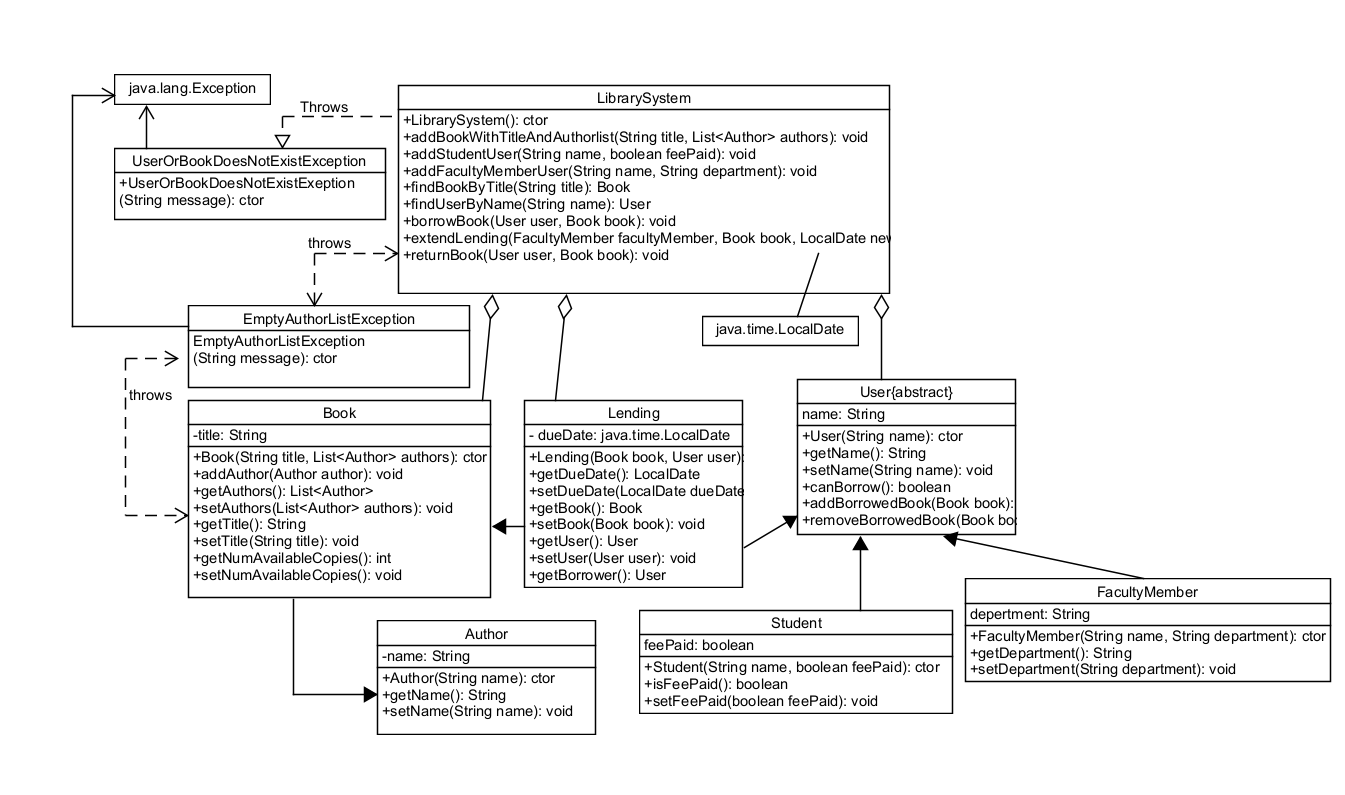 java.lang.Exception
Throws
UserOrBookDoesNotExistException
+UserOrBookDoesNotExistExeption
(String message): ctor
LibrarySystem
+LibrarySystem(): ctor
+addBookWithTitleAndAuthorlist(String title, List<Author> authors): void
+addStudentUser(String name, boolean feePaid): void
+addFacultyMemberUser(String name, String department): void
+findBookByTitle(String title): Book
+findUserByName(String name): User
+borrowBook(User user, Book book): void
+extendLending(FacultyMember facultyMember, Book book, LocalDate new
+returnBook(User user, Book book): void
throws
EmptyAuthorListException
EmptyAuthorListException
(String message): ctor
java.time.LocalDate
throws
Book
-title: String
+Book(String title, List<Author> authors): ctor
+addAuthor(Author author): void
+getAuthors(): List<Author>
+setAuthors(List<Author> authors): void
+getTitle(): String
+setTitle(String title): void
+getNumAvailableCopies(): int
+setNumAvailableCopies(): void
Lending
- dueDate: java.time.LocalDate
+Lending(Book book, User user):
+getDueDate(): LocalDate
+setDueDate(LocalDate dueDate
+getBook(): Book
+setBook(Book book): void
+getUser(): User
+setUser(User user): void
+getBorrower(): User
User{abstract}
name: String
+User(String name): ctor
+getName(): String
+setName(String name): void
+canBorrow(): boolean
+addBorrowedBook(Book book):
+removeBorrowedBook(Book bo
Author
-name: String
+Author(String name): ctor
+getName(): String
+setName(String name): void
Student
feePaid: boolean
+Student(String name, boolean feePaid): ctor
+isFeePaid(): boolean
+setFeePaid(boolean feePaid): void
FacultyMember
depertment: String
+FacultyMember(String name, String department): ctor
+getDepartment(): String
+setDepartment(String department): void